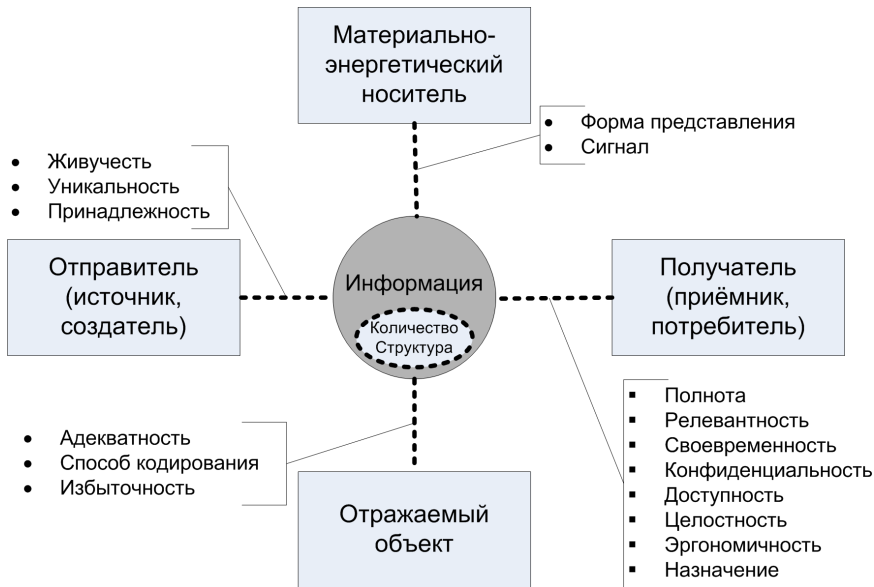 Материально-
энергетический
носитель
• Форма представления
• Сигнал
• Живучесть
• Уникальность
• Принадлежность
Отправитель
(источник,
создатель)
Информация
Количество
Структура
Получатель
(приёмник,
потребитель)
• Адекватность
• Способ кодирования
• Избыточность
Отражаемый
объект
▪ Полнота
▪ Релевантность
▪ Своевременность
▪ Конфиденциальность
▪ Доступность
▪ Целостность
▪ Эргономичность
▪ Назначение